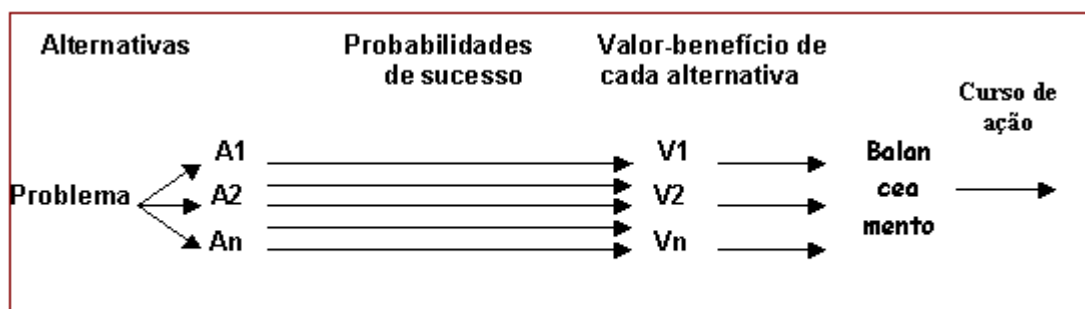 Alternativas
Probabilidades
de sucesso
Valor-benefício de
cada alternativa
Curso de
ação
A1
V1
Balan
Problema
A2
V2
cea
An
Vn
mento